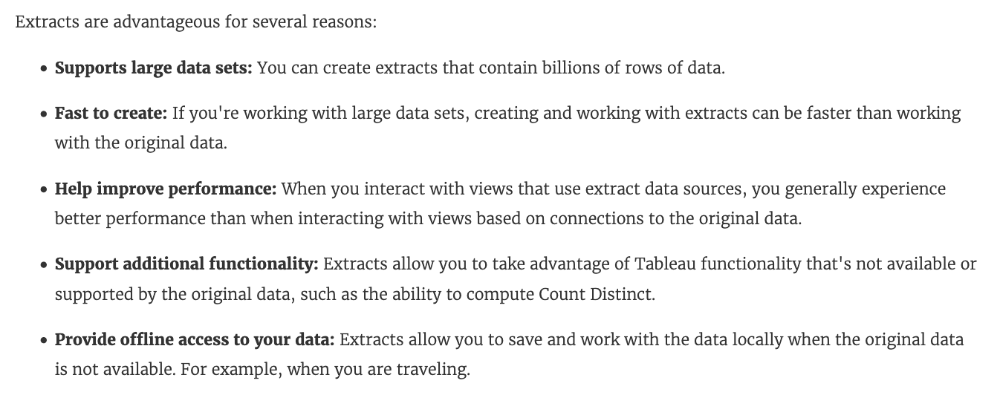 Extracts are advantageous for several reasons:
• Supports large data sets: You can create extracts that contain billions of rows of data.
• Fast to create: If you're working with large data sets, creating and working with extracts can be faster than working
with the original data.
• Help improve performance: When you interact with views that use extract data sources, you generally experience
better performance than when interacting with views based on connections to the original data.
• Support additional functionality: Extracts allow you to take advantage of Tableau functionality that's not available or
supported by the original data, such as the ability to compute Count Distinct.
• Provide offline access to your data: Extracts allow you to save and work with the data locally when the original data
is not available. For example, when you are traveling.